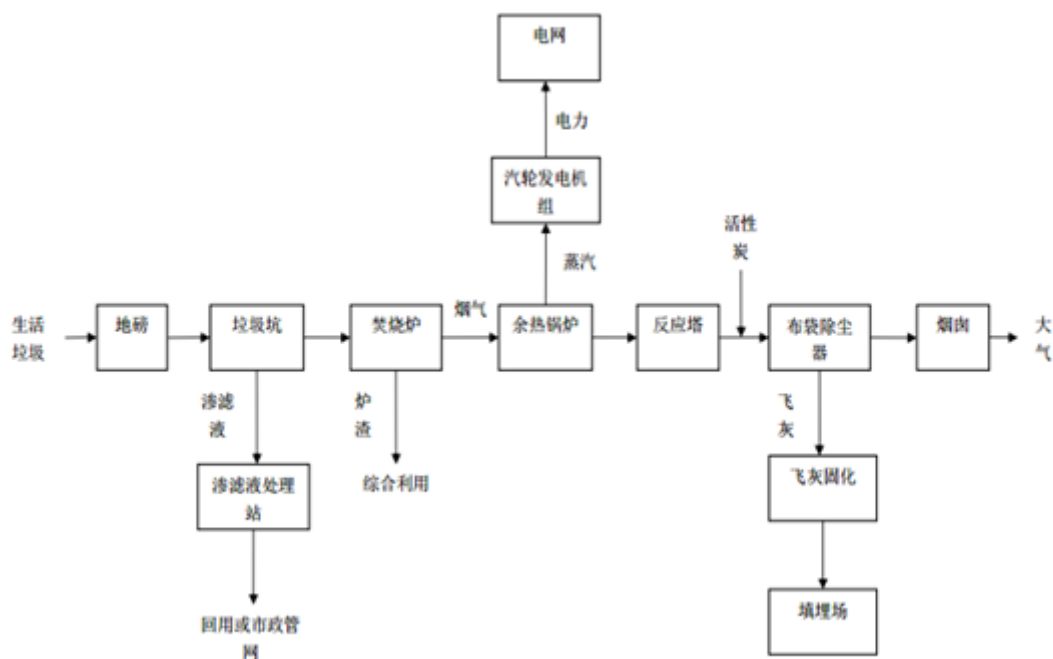 电网
电力
汽轮发电机
组
活性
炭
蒸汽
生活
垃圾
地磅
垃圾坑
焚烧炉
烟气
余热锅炉
反应塔
布袋除尘
器
烟囱
大
气
渗滤
液
炉
渣
飞
灰
渗滤液处理
站
综合利用
飞灰固化
回用或市政管
网
填埋场